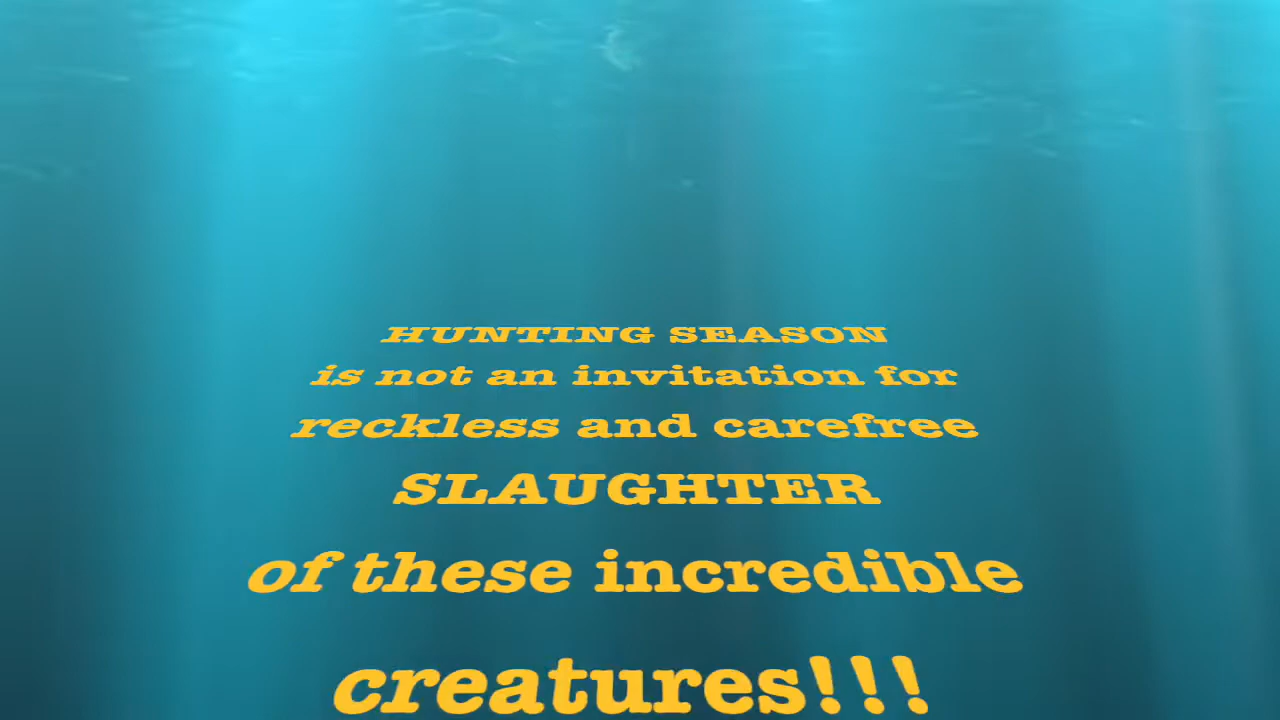 HUNTING SEASON
is not an invitation for
reckless and carefree
SLAUGHTER
of these incredible
creatures!!!